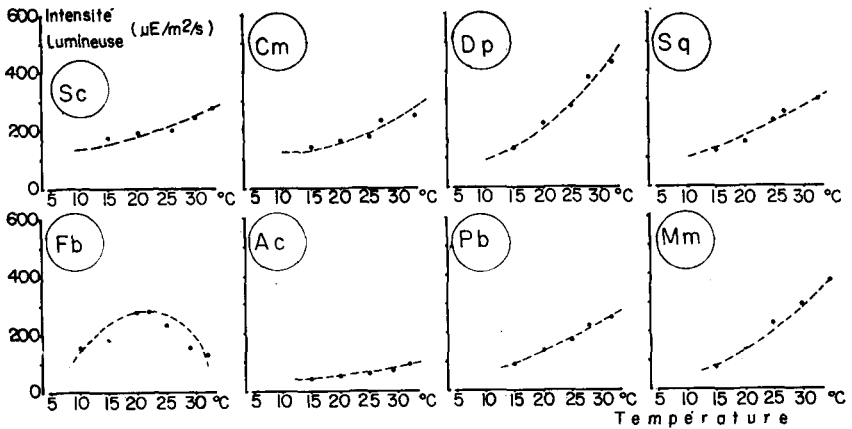 600 Intensité
Lumineuse (µE/m2/s)
400
200
0
Sc Cm Dp Sq
5 10 15 20 25 30 °C 5 10 15 20 25 30 °C 5 10 15 20 25 30 °C 5 10 15 20 25 30 °C
600
400
200
0
Fb Ac Pb Mm
5 10 15 20 25 30 °C 5 10 15 20 25 30 °C 5 10 15 20 25 30 °C 5 10 15 20 25 30 °C
Température